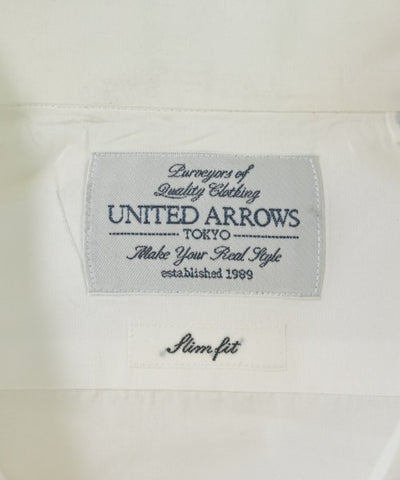 Purveyors of
Quality Clothing
UNITED ARROWS
TOKYO
Make Your Real Style
established 1989
Slim fit